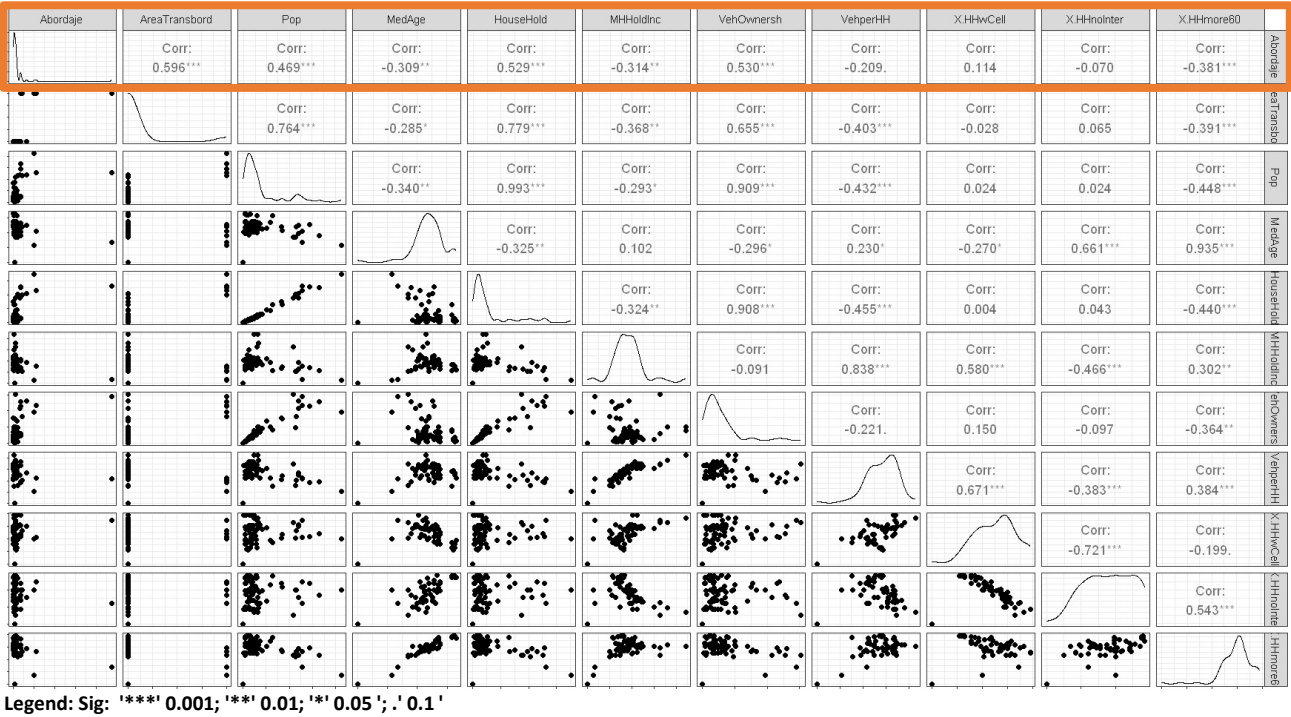 Abordaje AreaTransbord Pop MedAge HouseHold MHHoldInc VehOwnersh VehperHH X.HHwCell X.HHnoInter X.HHmore60
Corr: Corr: Corr: Corr: Corr: Corr: Corr: Corr: Corr: Corr:
0.596*** 0.469*** -0.309** 0.529*** -0.314** 0.530*** -0.209. 0.114 -0.070 -0.381***
Abordaje
Corr: Corr: Corr: Corr: Corr: Corr: Corr: Corr: Corr:
0.764*** -0.285* 0.779*** -0.368** 0.655*** -0.403*** -0.028 0.065 -0.391***
eaTransbo
Corr: Corr: Corr: Corr: Corr: Corr: Corr: Corr:
-0.340** 0.993*** -0.293* 0.909*** -0.432*** 0.024 0.024 -0.448***
Pop
Corr: Corr: Corr: Corr: Corr: Corr: Corr:
-0.325** 0.102 -0.296* 0.230* -0.270* 0.661*** 0.935***
MedAge
Corr: Corr: Corr: Corr: Corr: Corr:
-0.324** 0.908*** -0.455*** 0.004 0.043 -0.440***
HouseHold
Corr: Corr: Corr: Corr: Corr:
-0.091 0.838*** 0.580*** -0.466*** 0.302**
MHHoldInc
Corr: Corr: Corr: Corr:
-0.221. 0.150 -0.097 -0.364**
ehOwners
Corr: Corr: Corr:
0.671*** -0.383*** 0.384***
VehperHH
Corr: Corr:
-0.721*** -0.199.
X.HHwCell
Corr:
0.543***
.HHnoInte
.HHmore6
Legend: Sig: '***' 0.001; '**' 0.01; '*' 0.05 '; .' 0.1 '